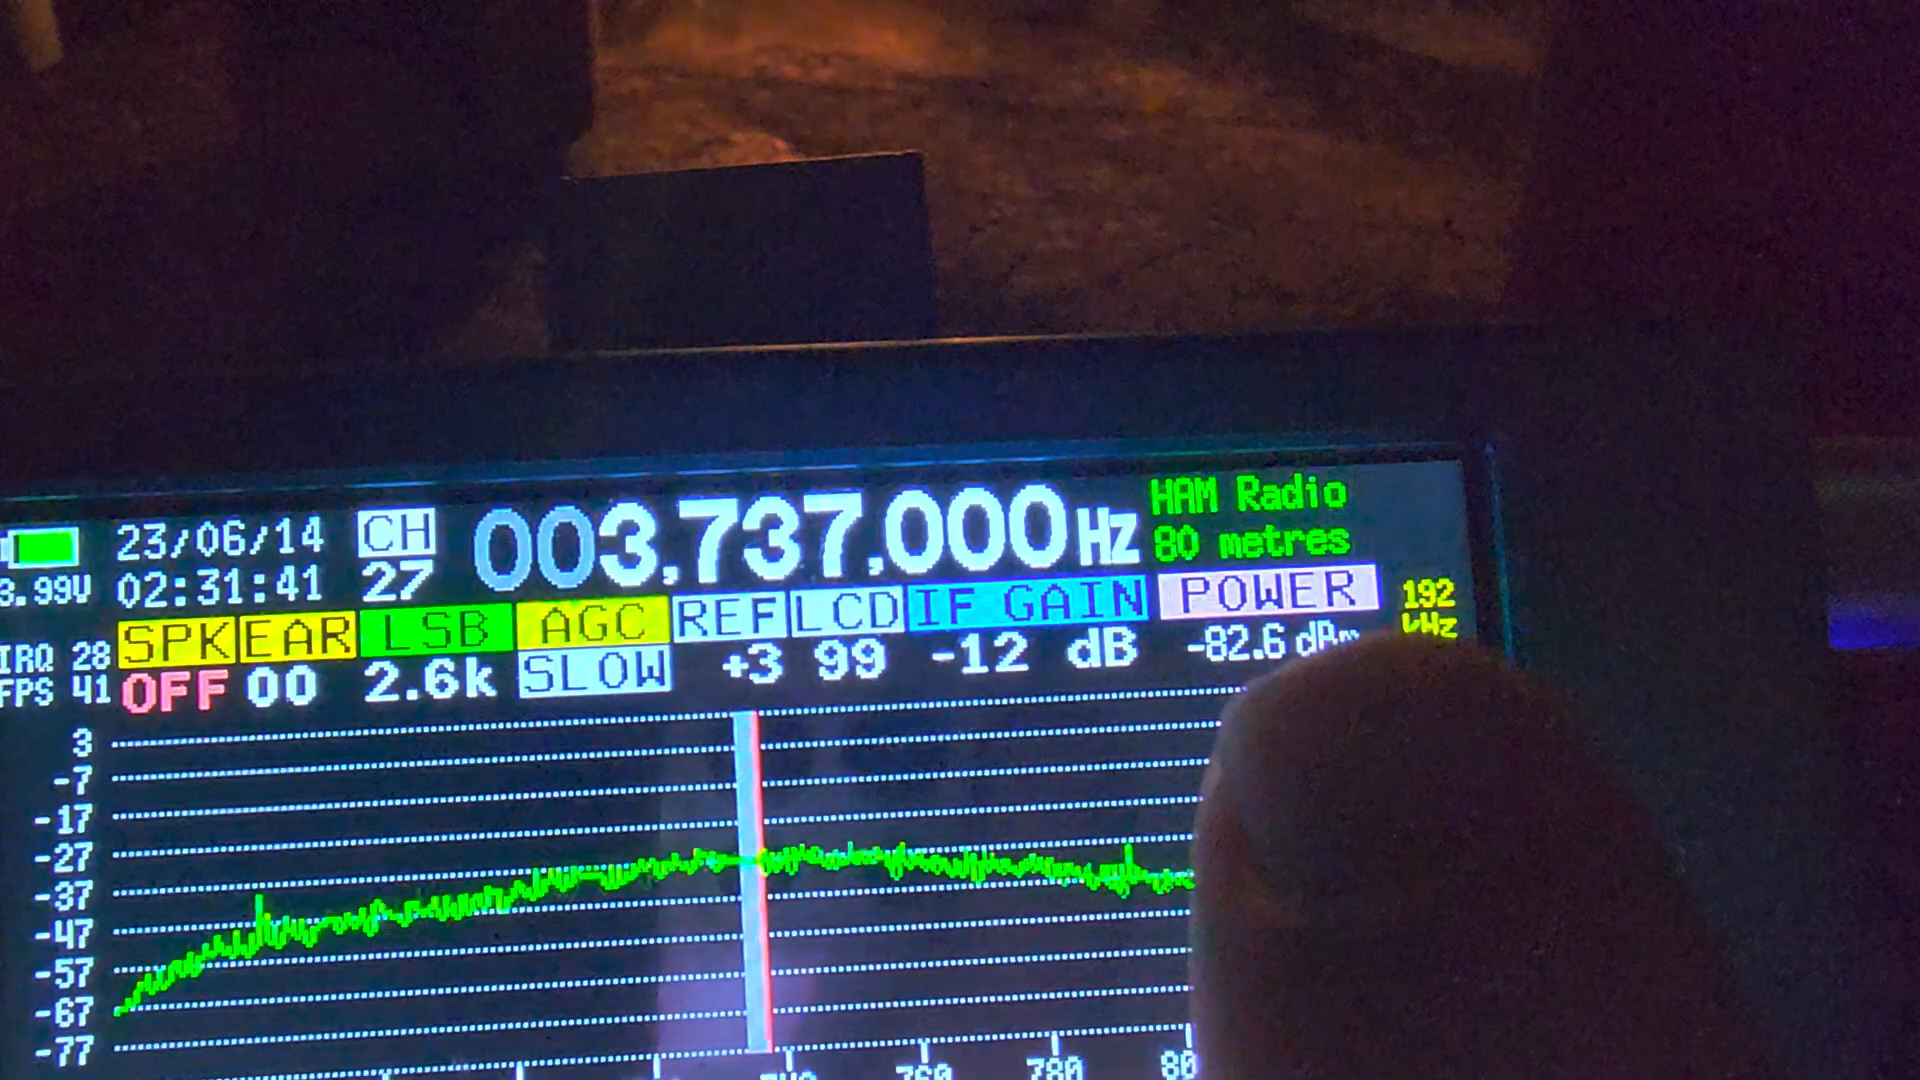 23/06/14 CH 003,737,000Hz HAM Radio
3.99V 02:31:41 27 80 metres
SPK EAR LSB AGC REF LCD IF GAIN POWER 192
IRQ 28 kHz
FPS 41 OFF 00 2.6k SLOW +3 99 -12 dB -82.6 dBm
3
-7
-17
-27
-37
-47
-57
-67
-77
760 780